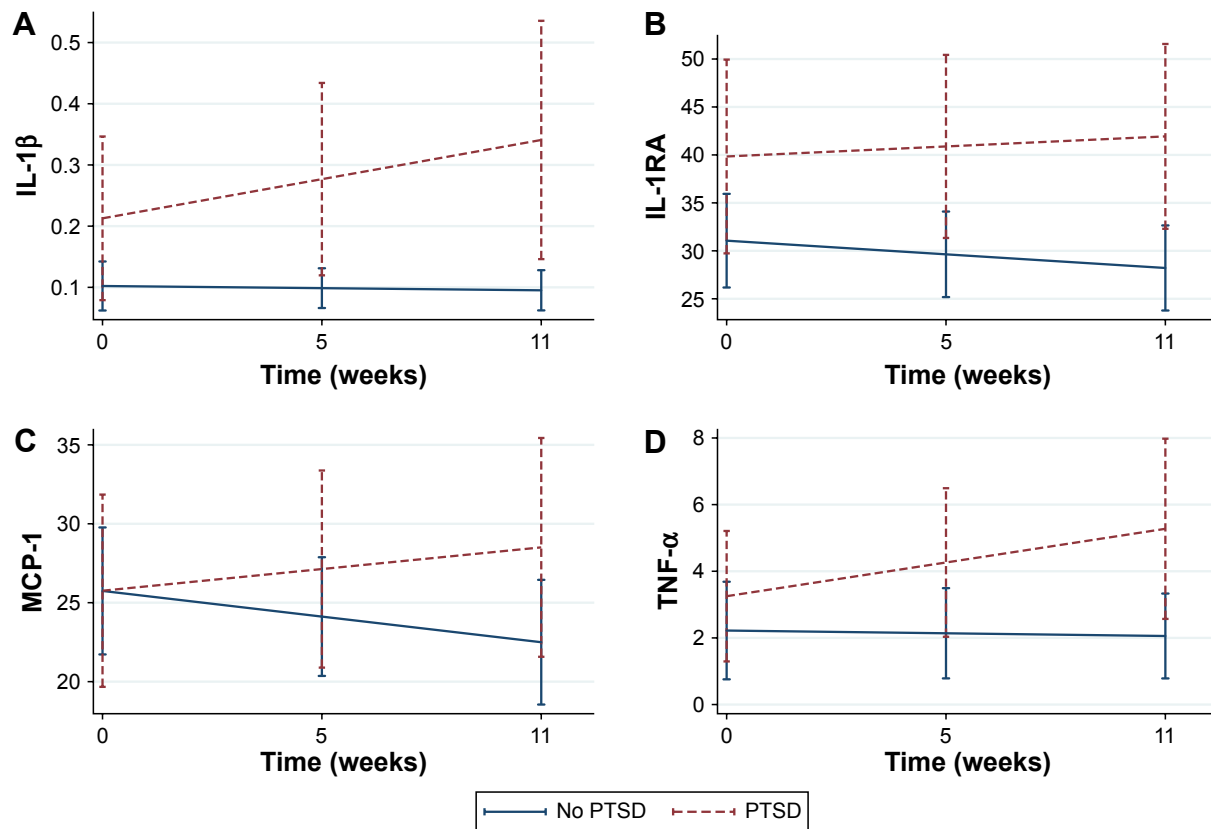 A
IL-1β
0.5
0.4
0.3
0.2
0.1
0 5 11
Time (weeks)
B
IL-1RA
50
45
40
35
30
25
0 5 11
Time (weeks)
C
MCP-1
35
30
25
20
0 5 11
Time (weeks)
D
TNF-α
8
6
4
2
0
0 5 11
Time (weeks)
No PTSD PTSD